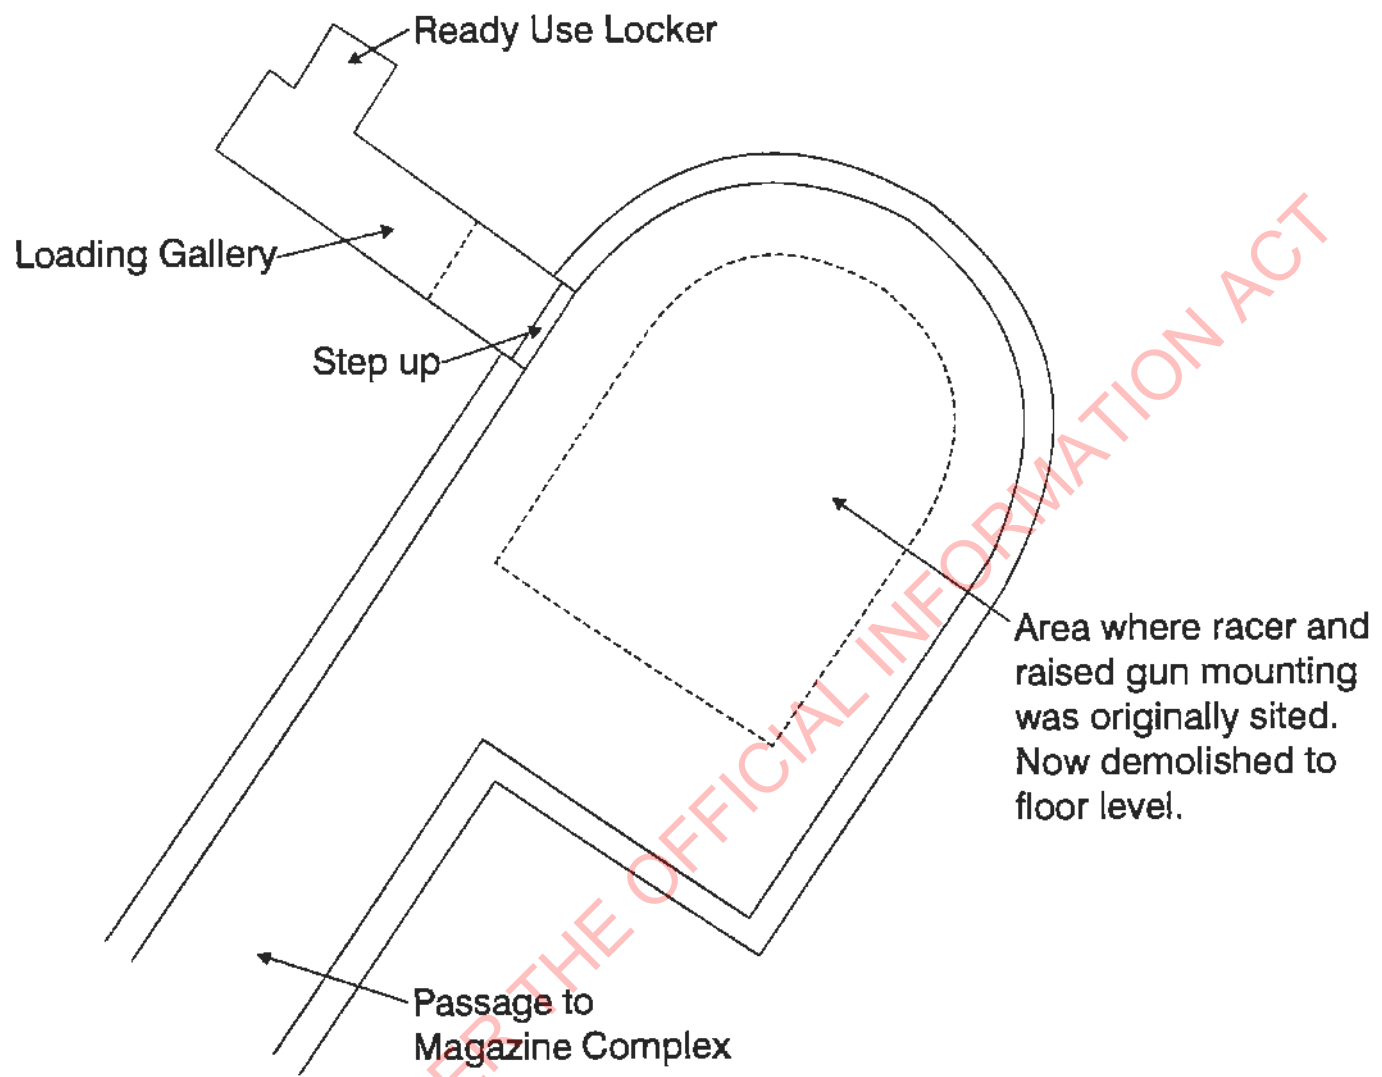 Ready Use Locker
Loading Gallery
Step up
Area where racer and
raised gun mounting
was originally sited.
Now demolished to
floor level.
Passage to
Magazine Complex
THE OFFICIAL INFORMATION ACT